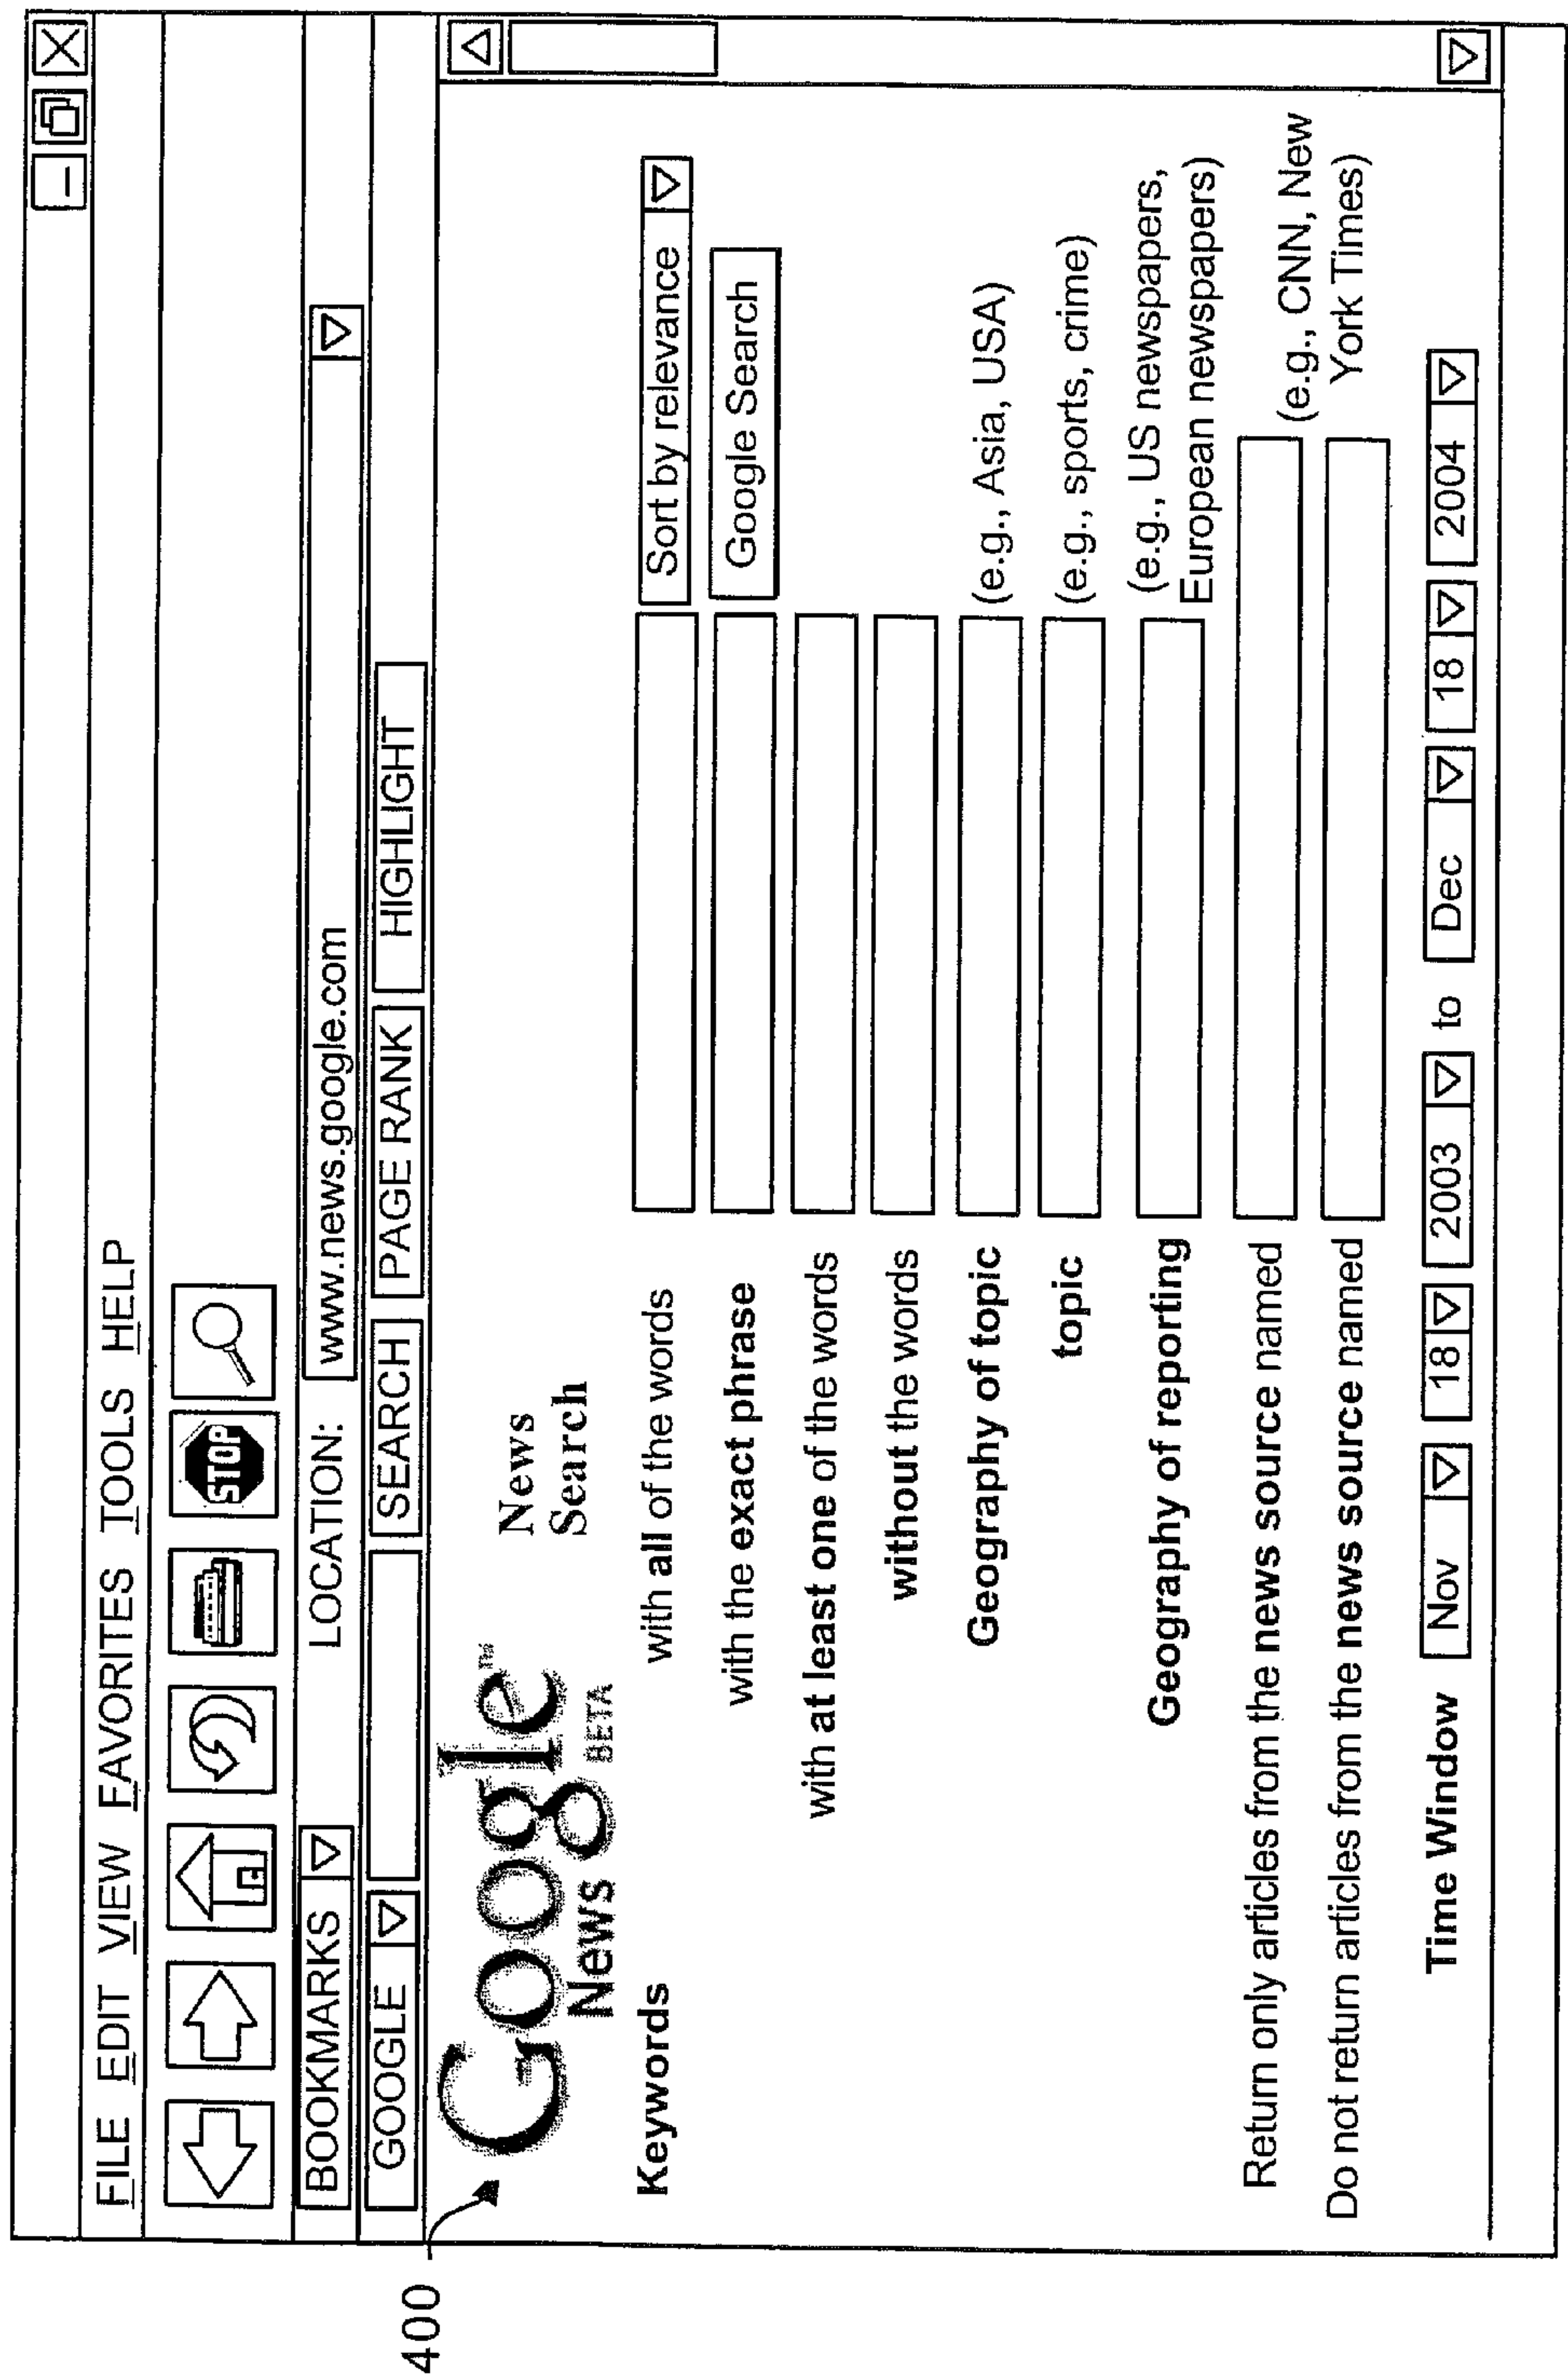 FILE EDIT VIEW FAVORITES TOOLS HELP
STOP
BOOKMARKS LOCATION: www.news.google.com
GOOGLE SEARCH PAGE RANK HIGHLIGHT
400
Google™
News BETA
News
Search
Keywords
with all of the words Sort by relevance
with the exact phrase Google Search
with at least one of the words
without the words
Geography of topic (e.g., Asia, USA)
topic (e.g., sports, crime)
Geography of reporting (e.g., US newspapers,
European newspapers)
Return only articles from the news source named (e.g., CNN, New
Do not return articles from the news source named York Times)
Time Window Nov 18 2003 to Dec 18 2004